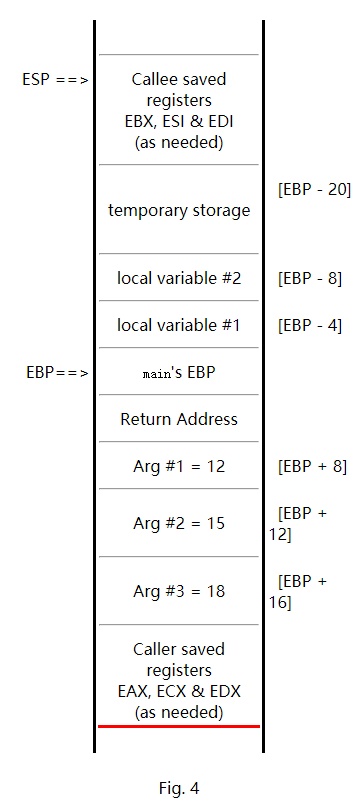 ESP ==>
Callee saved
registers
EBX, ESI & EDI
(as needed)
temporary storage
[EBP - 20]
local variable #2
[EBP - 8]
local variable #1
[EBP - 4]
EBP==>
main's EBP
Return Address
Arg #1 = 12
[EBP + 8]
Arg #2 = 15
[EBP +
12]
Arg #3 = 18
[EBP +
16]
Caller saved
registers
EAX, ECX & EDX
(as needed)
Fig. 4